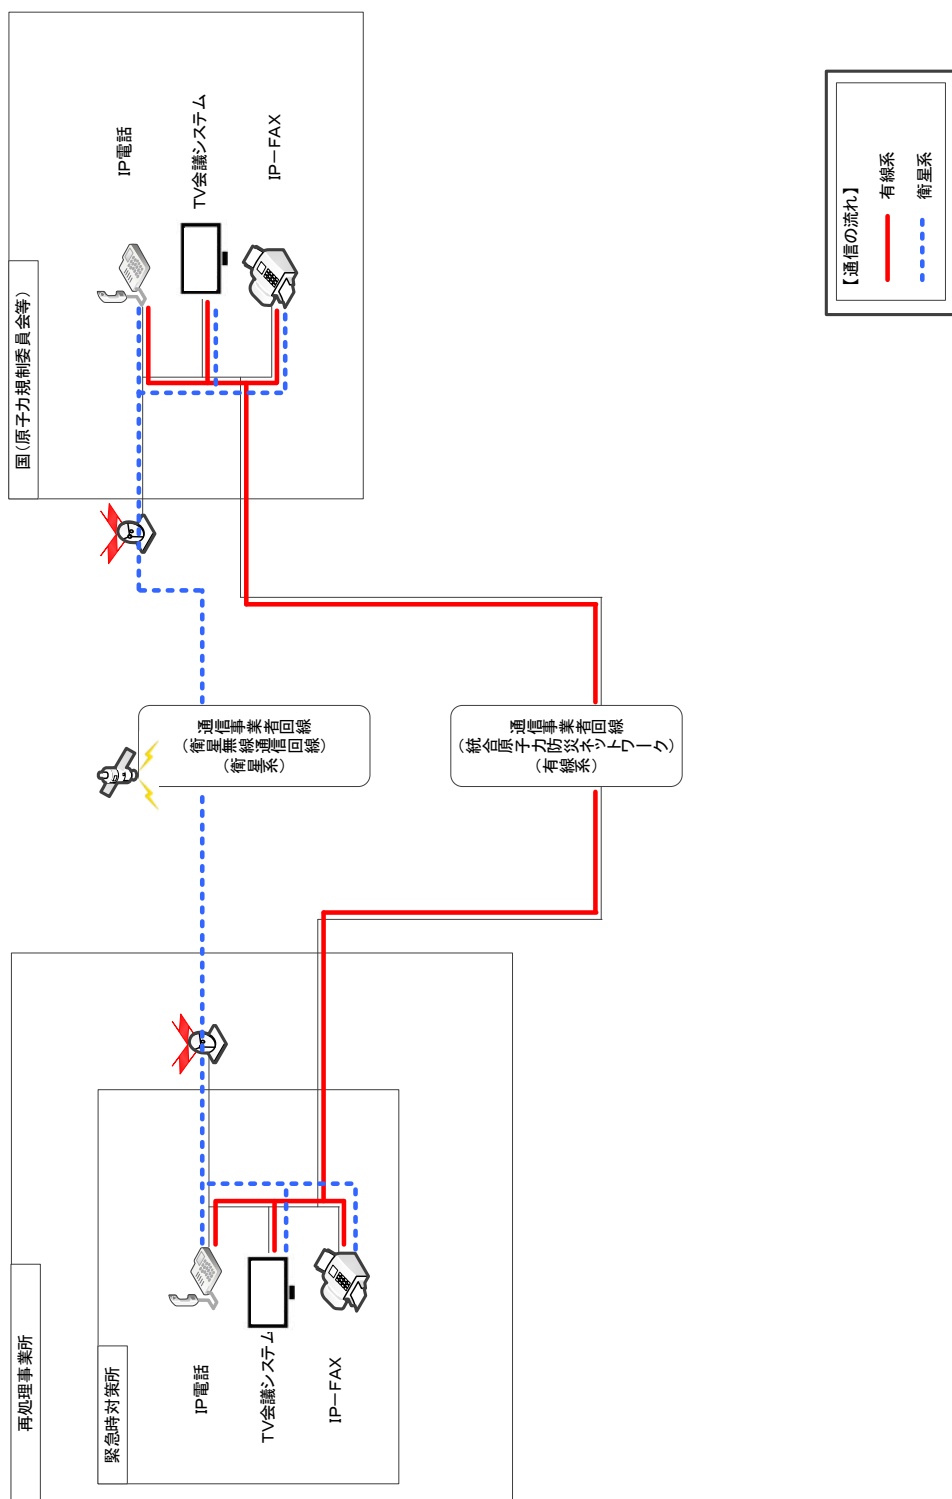 再処理事業所
緊急時対策所
IP電話
TV会議システム
IP－FAX
通信事業者回線
（衛星無線通信回線）
（衛星系）
通信事業者回線
（統合原子力防災ネットワーク）
（有線系）
国（原子力規制委員会等）
IP電話
TV会議システム
IP－FAX
【通信の流れ】
有線系
衛星系